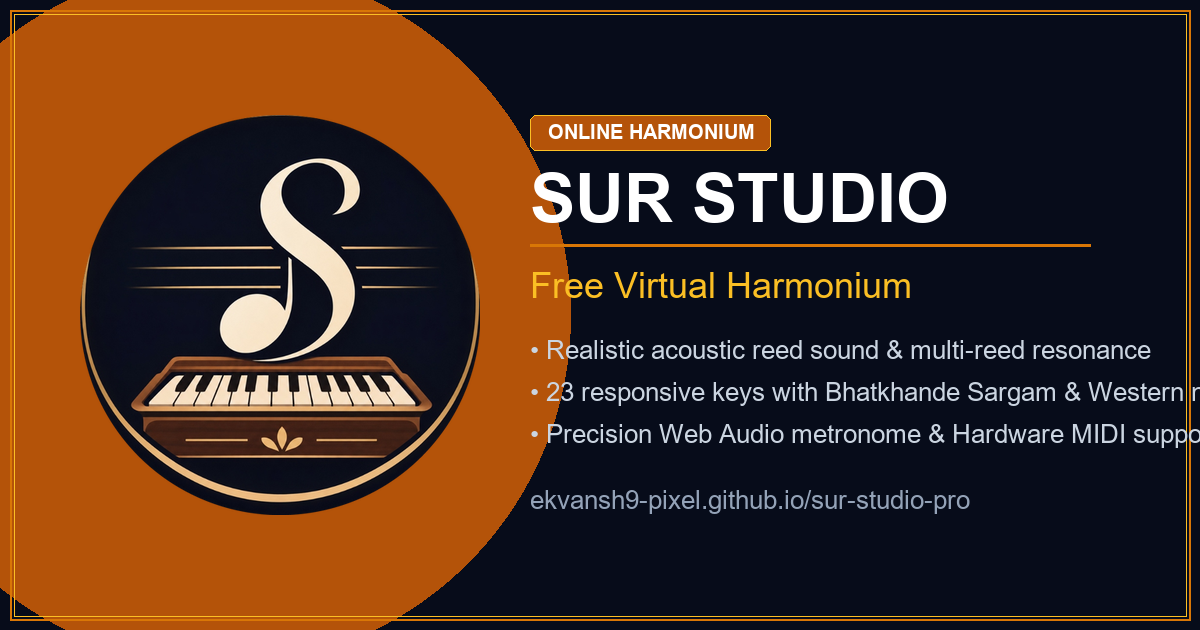 ONLINE HARMONIUM
SUR STUDIO
Free Virtual Harmonium
• Realistic acoustic reed sound & multi-reed resonance
• 23 responsive keys with Bhatkhande Sargam & Western
• Precision Web Audio metronome & Hardware MIDI
ekvansh9-pixel.github.io/sur-studio-pro